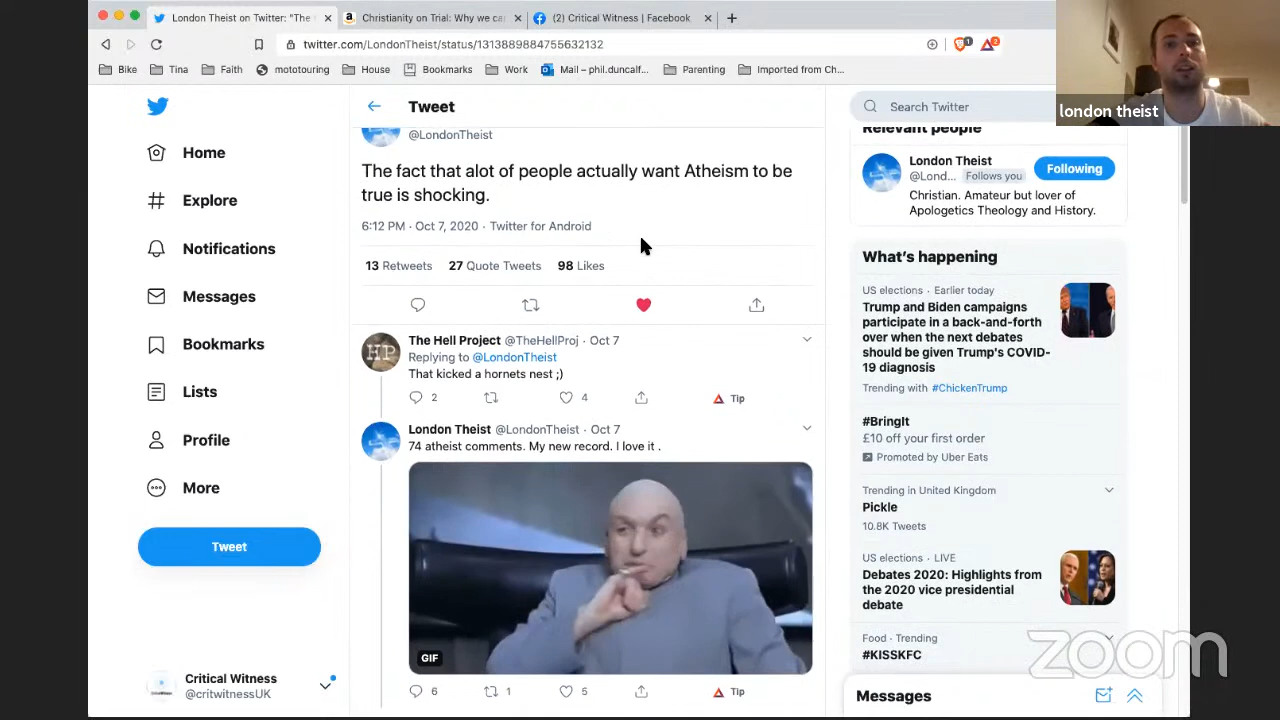 London Theist on Twitter: "The
Christianity on Trial: Why we ca
(2) Critical Witness | Facebook
twitter.com/LondonTheist/status/1313889884755632132
1
2
Bike
Tina
Faith
mototouring
House
Bookmarks
Work
Mail – phil.duncalf...
Parenting
Imported from Ch...
london theist
Home
Explore
Notifications
Messages
Bookmarks
Lists
Profile
More
Tweet
Critical Witness
@critwitnessUK
Tweet
@LondonTheist
The fact that alot of people actually want Atheism to be
true is shocking.
6:12 PM · Oct 7, 2020 · Twitter for Android
13 Retweets 27 Quote Tweets 98 Likes
The Hell Project @TheHellProj · Oct 7
Replying to @LondonTheist
That kicked a hornets nest ;)
2 4 Tip
HP
London Theist @LondonTheist · Oct 7
74 atheist comments. My new record. I love it .
GIF
6 1 5 Tip
Search Twitter
Relevant people
London Theist
@Lond... Follows you
Following
Christian. Amateur but lover of
Apologetics Theology and History.
What's happening
US elections · Earlier today
Trump and Biden campaigns
participate in a back-and-forth
over when the next debates
should be given Trump's COVID-
19 diagnosis
Trending with #ChickenTrump
#BringIt
£10 off your first order
Promoted by Uber Eats
Trending in United Kingdom
Pickle
10.8K Tweets
US elections · LIVE
Debates 2020: Highlights from
the 2020 vice presidential
debate
Food · Trending
#KISSKFC
Messages
zoom